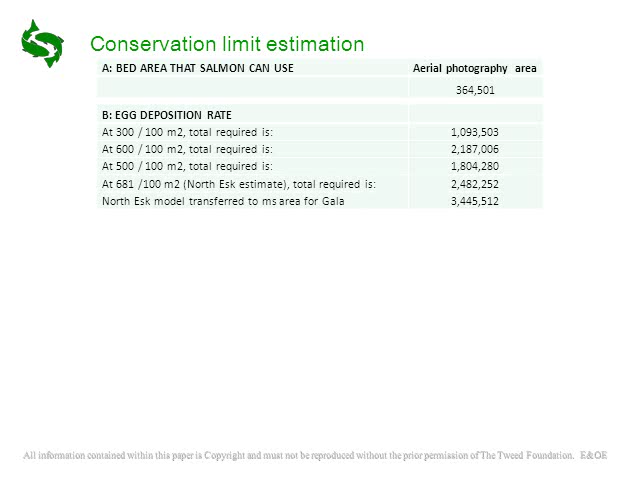 Conservation limit estimation
A: BED AREA THAT SALMON CAN USE Aerial photography area
364,501
B: EGG DEPOSITION RATE
At 300 / 100 m2, total required is: 1,093,503
At 600 / 100 m2, total required is: 2,187,006
At 500 / 100 m2, total required is: 1,804,280
At 681 /100 m2 (North Esk estimate), total required is: 2,482,252
North Esk model transferred to ms area for Gala 3,445,512
All information contained within this paper is Copyright and must not be reproduced without the prior permission of The Tweed Foundation. E&OE